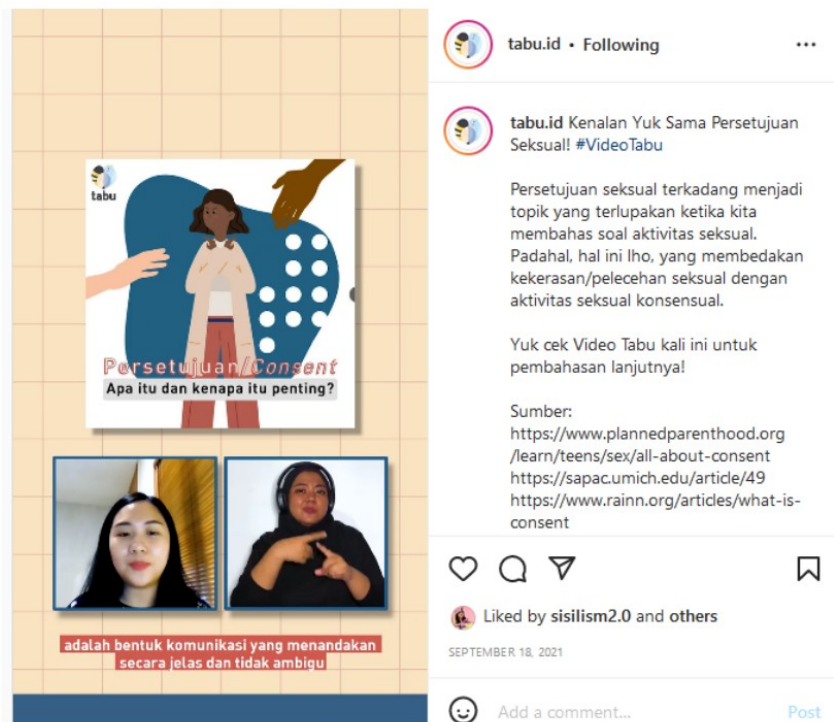 tabu
Persetujuan/Consent
Apa itu dan kenapa itu penting?
adalah bentuk komunikasi yang menandakan
secara jelas dan tidak ambigu
tabu.id • Following
tabu.id Kenalan Yuk Sama Persetujuan
Seksual! #VideoTabu
Persetujuan seksual terkadang menjadi
topik yang terlupakan ketika kita
membahas soal aktivitas seksual.
Padahal, hal ini lho, yang membedakan
kekerasan/pelecehan seksual dengan
aktivitas seksual konsensual.
Yuk cek Video Tabu kali ini untuk
pembahasan lanjutnya!
Sumber:
https://www.plannedparenthood.org
/learn/teens/sex/all-about-consent
https://sapac.umich.edu/article/49
https://www.rainn.org/articles/what-is-
consent
Liked by sisilism2.0 and others
SEPTEMBER 18, 2021
Add a comment...
Post